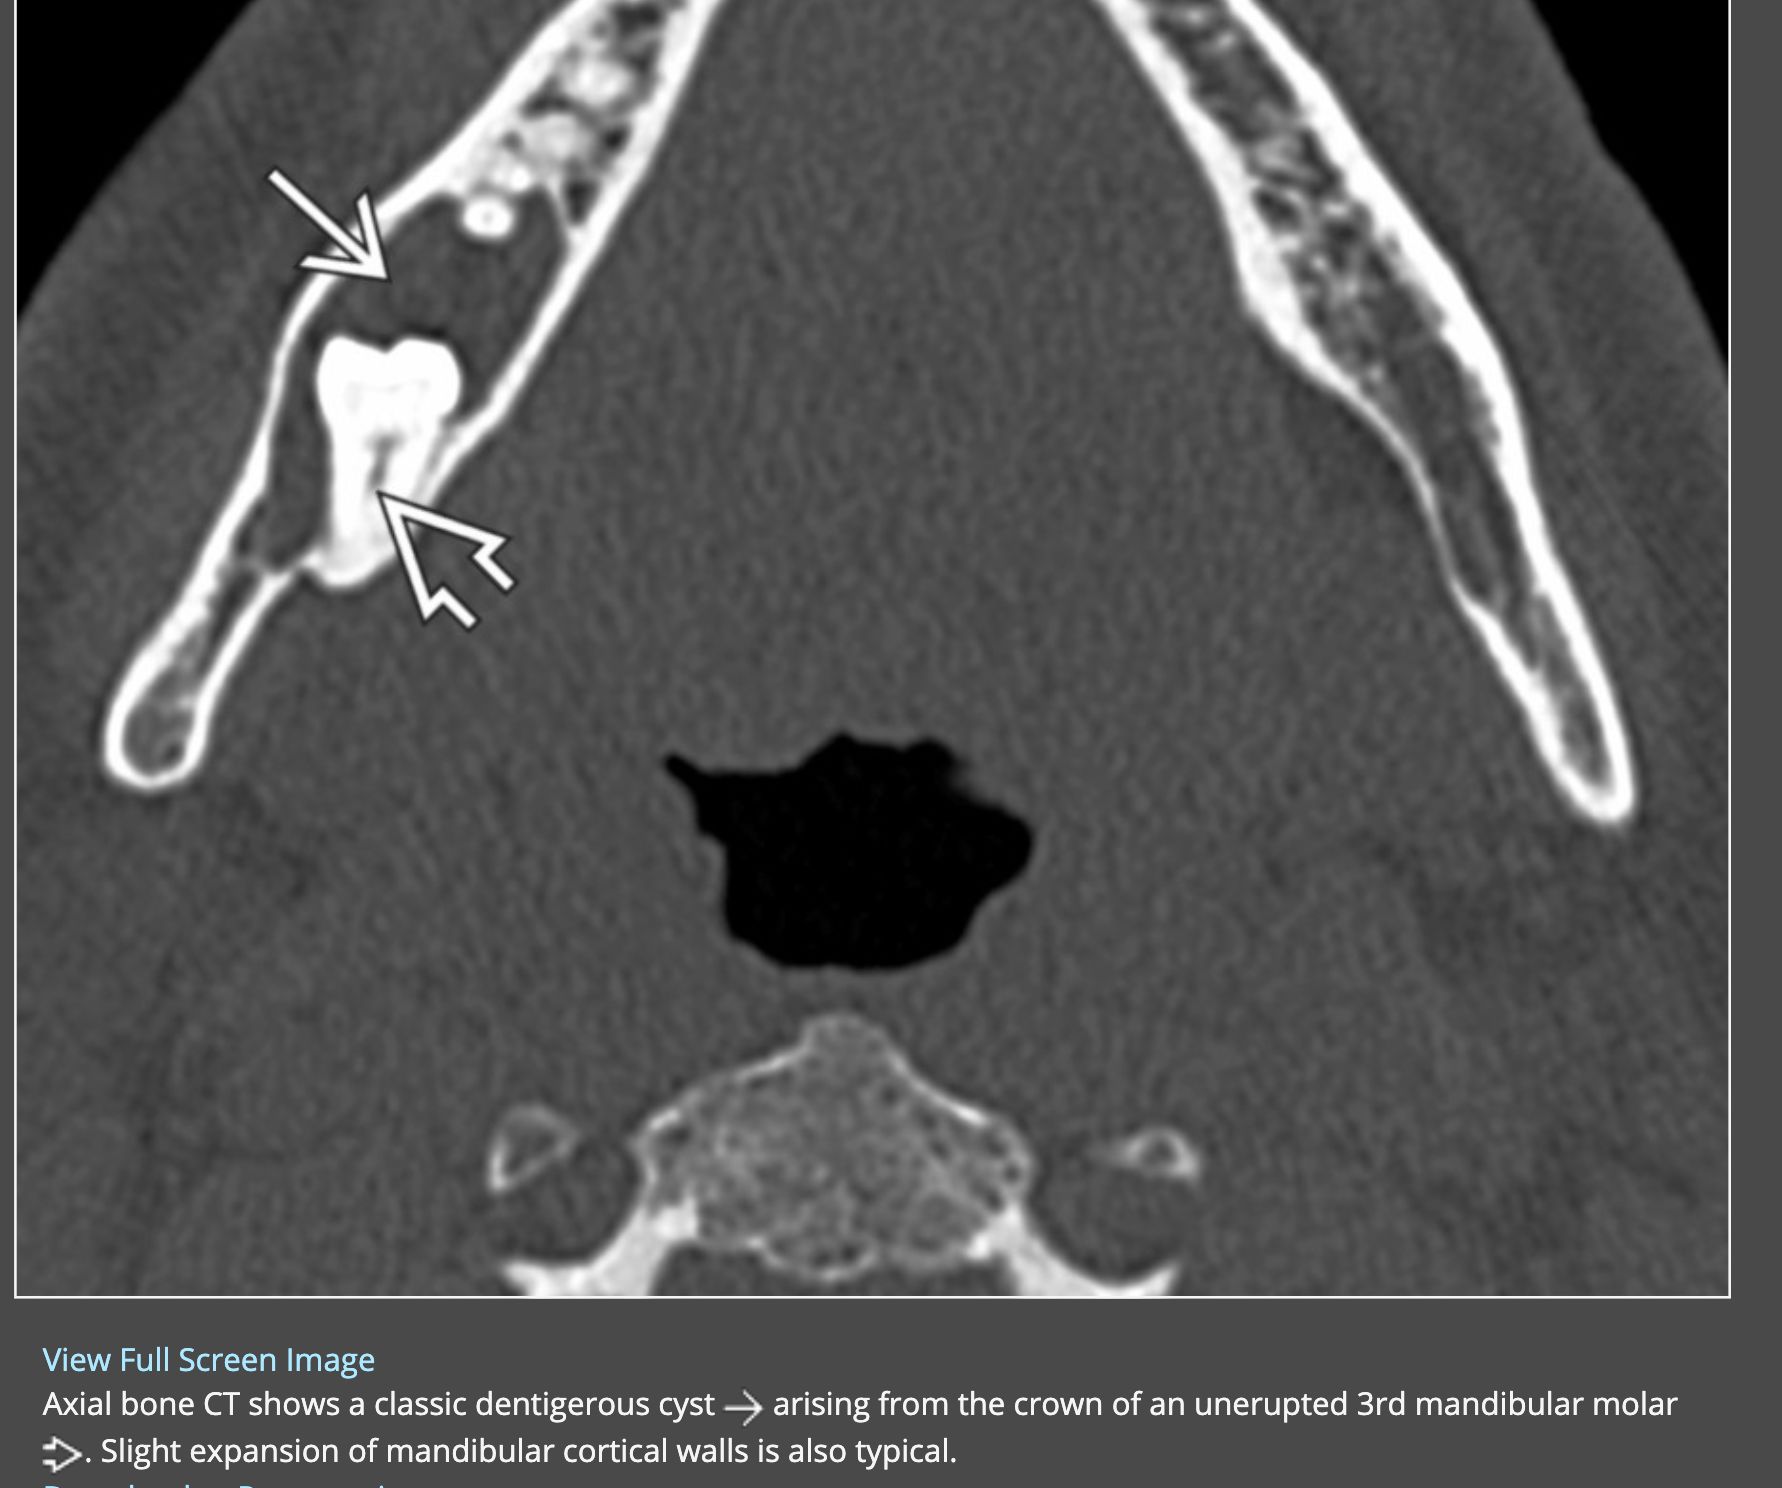 View Full Screen Image
Axial bone CT shows a classic dentigerous cyst → arising from the crown of an unerupted 3rd mandibular molar
. Slight expansion of mandibular cortical walls is also typical.